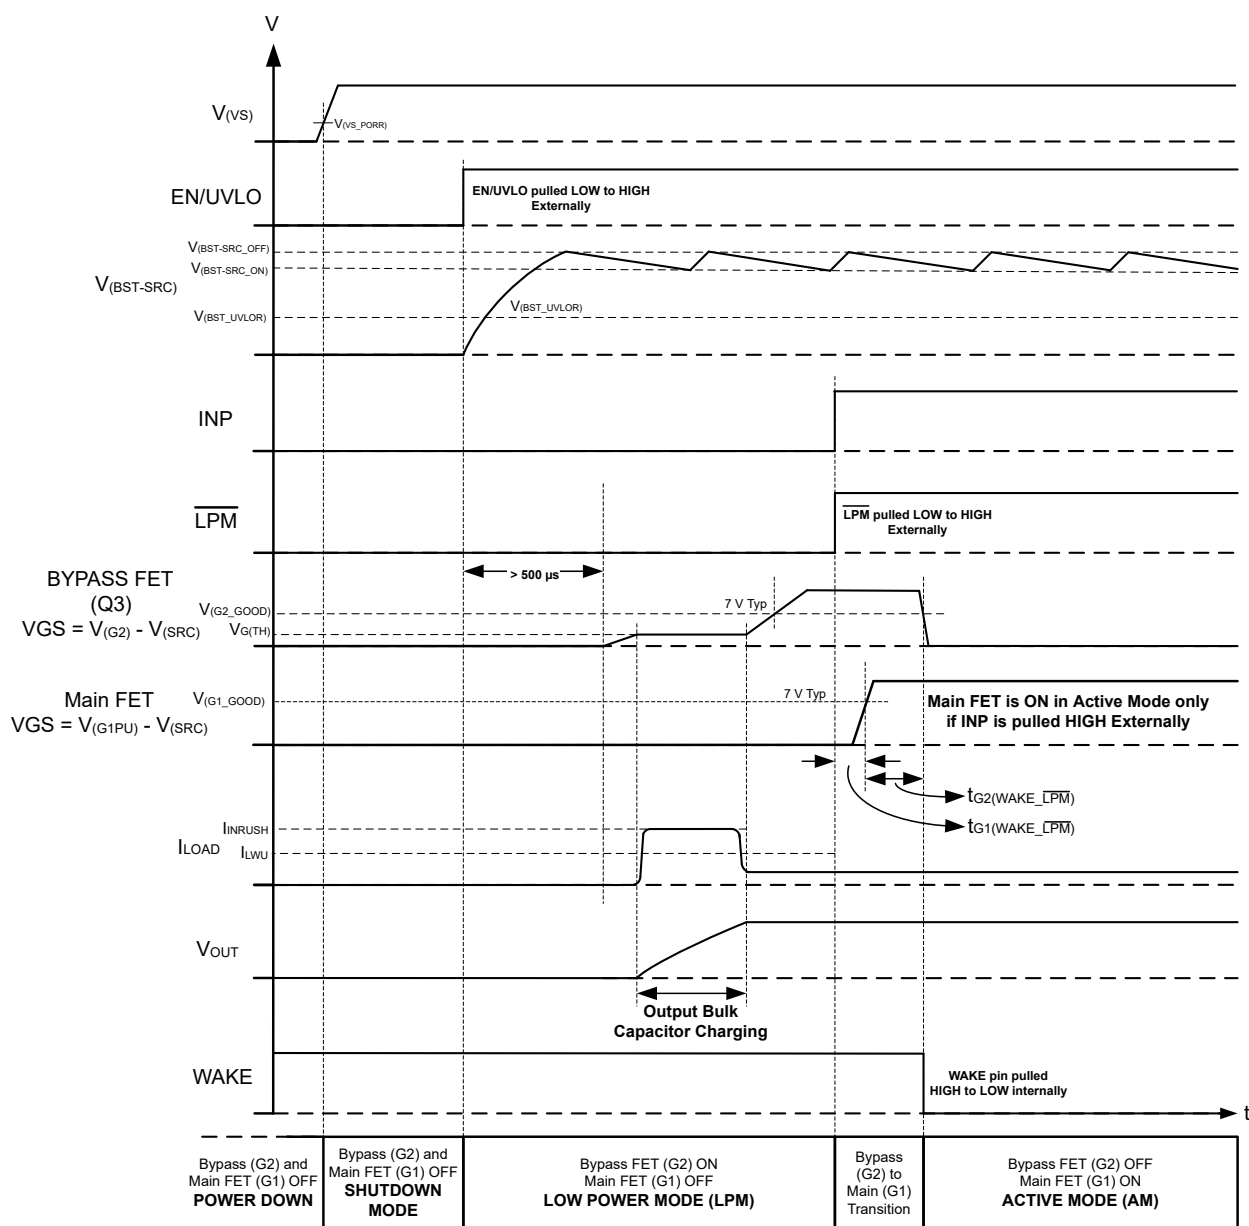 V
V(VS)
V(VS_PORR)
EN/UVLO
EN/UVLO pulled LOW to HIGH
Externally
V(BST-SRC_OFF)
V(BST-SRC_ON)
V(BST-SRC)
V(BST_UVLOR)
V(BST_UVLOR)
INP
LPM
LPM pulled LOW to HIGH
Externally
> 500 µs
BYPASS FET
(Q3)
VGS = V(G2) - V(SRC)
V(G2_GOOD)
VG(TH)
7 V Typ
Main FET
VGS = V(G1PU) - V(SRC)
V(G1_GOOD)
7 V Typ
Main FET is ON in Active Mode only
if INP is pulled HIGH Externally
tG2(WAKE_LPM)
tG1(WAKE_LPM)
IINRUSH
ILOAD
ILWU
VOUT
Output Bulk
Capacitor Charging
WAKE
WAKE pin pulled
HIGH to LOW internally
t
Bypass (G2) and
Main FET (G1) OFF
POWER DOWN
Bypass (G2) and
Main FET (G1) OFF
SHUTDOWN
MODE
Bypass FET (G2) ON
Main FET (G1) OFF
LOW POWER MODE (LPM)
Bypass
(G2) to
Main (G1)
Transition
Bypass FET (G2) OFF
Main FET (G1) ON
ACTIVE MODE (AM)